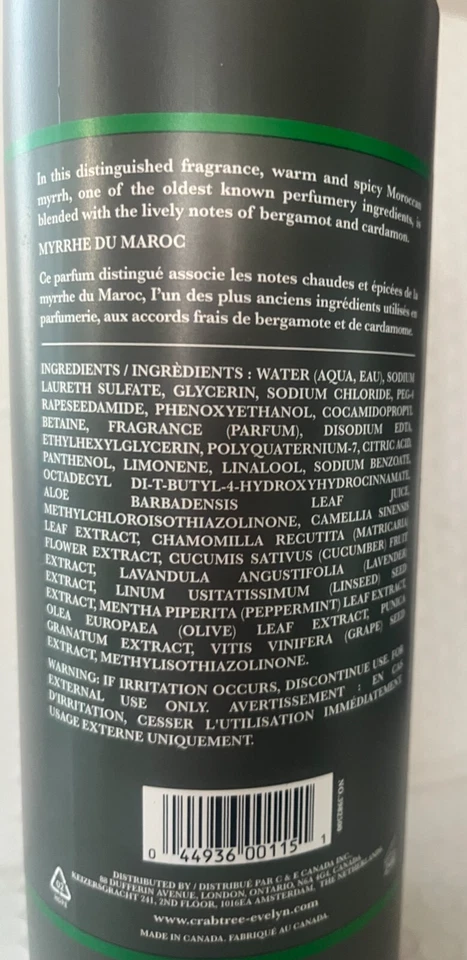 In this distinguished fragrance, warm and spicy Moroccan
myrrh, one of the oldest known perfumery ingredients, is
blended with the lively notes of bergamot and cardamon.
MYRRHE DU MAROC
Ce parfum distingué associe les notes chaudes et épicées de la
myrrhe du Maroc, l'un des plus anciens ingrédients utilisés en
parfumerie, aux accords frais de bergamote et de cardamome.
INGREDIENTS / INGRÈDIENTS : WATER (AQUA, EAU), SODIUM
LAURETH SULFATE, GLYCERIN, SODIUM CHLORIDE, PEG-4
RAPESEEDAMIDE, PHENOXYETHANOL, COCAMIDOPROPYL
BETAINE, FRAGRANCE (PARFUM), DISODIUM EDTA,
ETHYLHEXYLGLYCERIN, POLYQUATERNIUM-7, CITRIC ACID,
PANTHENOL, LIMONENE, LINALOOL, SODIUM BENZOATE,
OCTADECYL DI-T-BUTYL-4-HYDROXYHYDROCINNAMATE,
ALOE BARBADENSIS LEAF JUICE,
METHYLCHLOROISOTHIAZOLINONE, CAMELLIA SINENSIS
LEAF EXTRACT, CHAMOMILLA RECUTITA (MATRICARIA)
FLOWER EXTRACT, CUCUMIS SATIVUS (CUCUMBER) FRUIT
EXTRACT, LAVANDULA ANGUSTIFOLIA (LAVENDER)
EXTRACT, LINUM USITATISSIMUM (LINSEED) SEED
EXTRACT, MENTHA PIPERITA (PEPPERMINT) LEAF EXTRACT,
OLEA EUROPAEA (OLIVE) LEAF EXTRACT, PUNICA
GRANATUM EXTRACT, VITIS VINIFERA (GRAPE) SEED
EXTRACT, METHYLISOTHIAZOLINONE.
WARNING: IF IRRITATION OCCURS, DISCONTINUE USE. FOR
EXTERNAL USE ONLY. AVERTISSEMENT : EN CAS
D'IRRITATION, CESSER L'UTILISATION IMMÉDIATEMENT.
USAGE EXTERNE UNIQUEMENT.
0 44936 00115 1
DISTRIBUTED BY / DISTRIBUÉ PAR C & E CANADA INC.
88 DUFFERIN AVENUE, LONDON, ONTARIO, N6A 4G4, CANADA
KEIZERSGRACHT 241, 2ND FLOOR, 1016EA AMSTERDAM, THE NETHERLANDS
www.crabtree-evelyn.com
MADE IN CANADA. FABRIQUÉ AU CANADA.